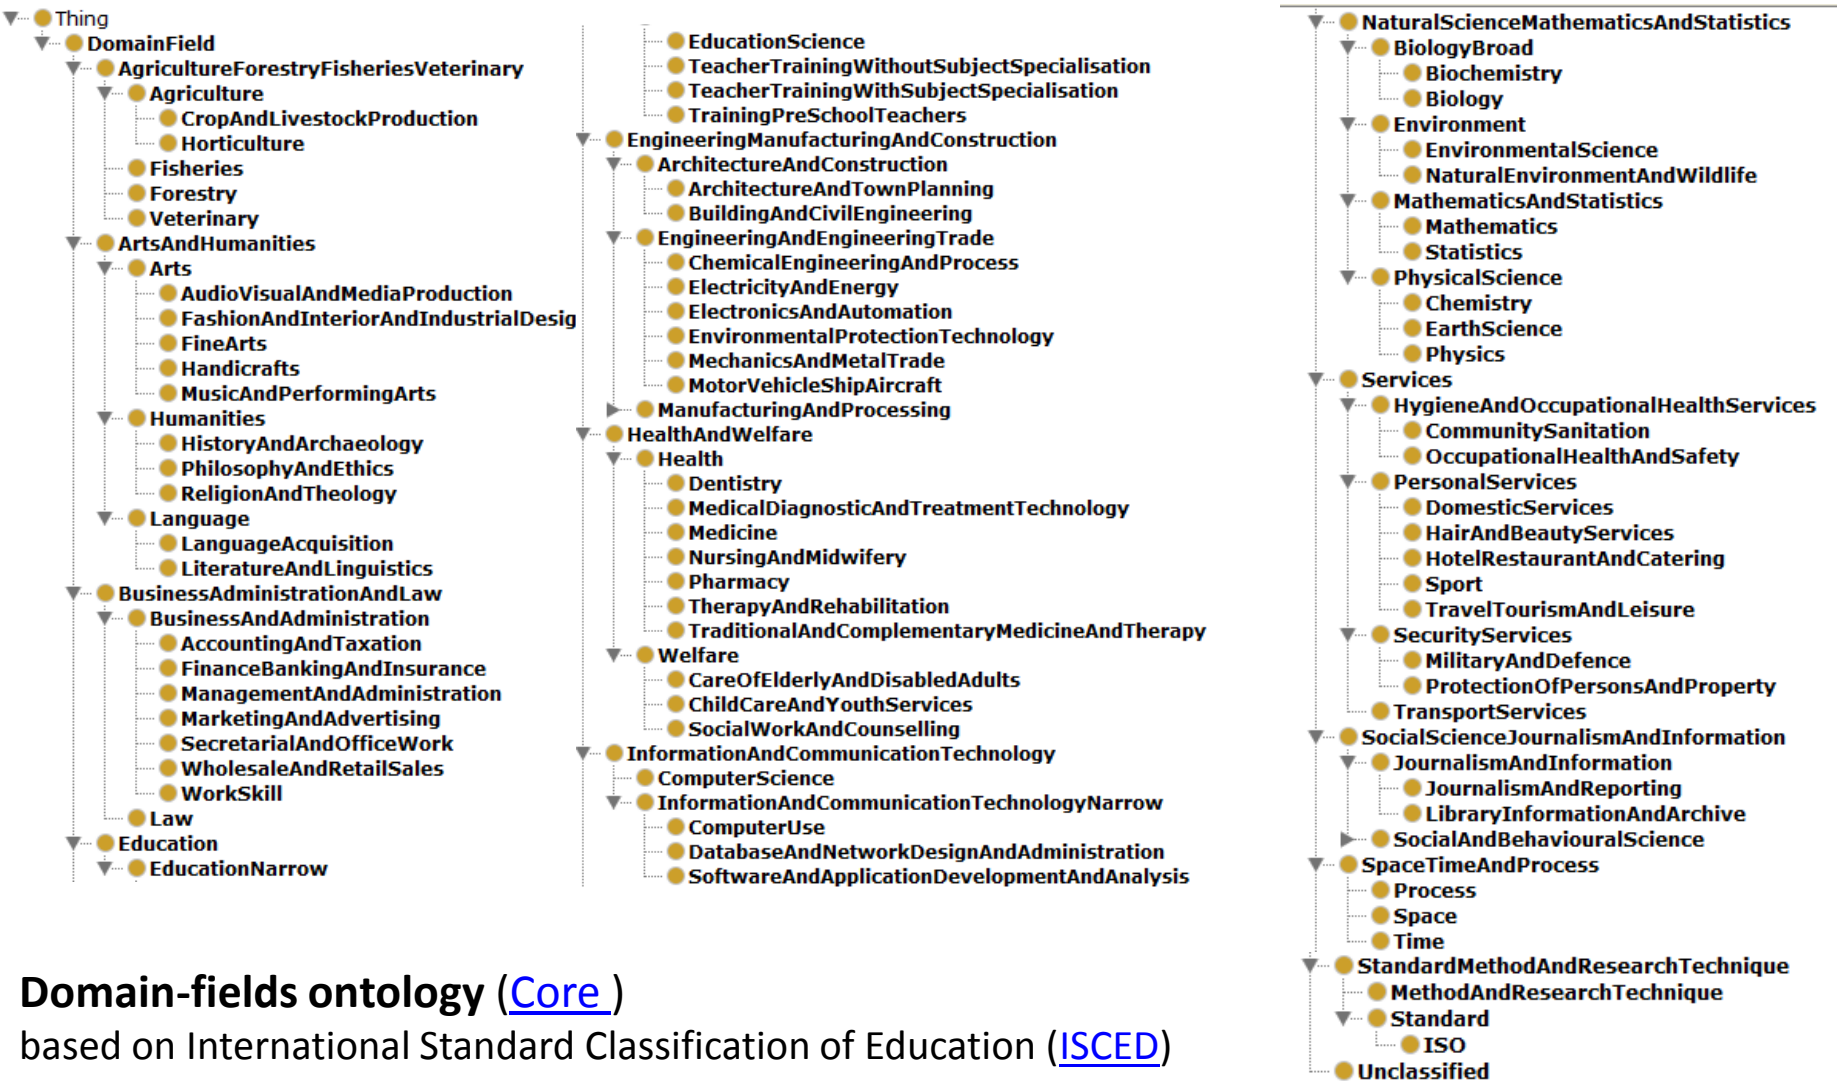 Thing
DomainField
AgricultureForestryFisheriesVeterinary
Agriculture
CropAndLivestockProduction
Horticulture
Fisheries
Forestry
Veterinary
ArtsAndHumanities
Arts
AudioVisualAndMediaProduction
FashionAndInteriorAndIndustrialDesig
FineArts
Handicrafts
MusicAndPerformingArts
Humanities
HistoryAndArchaeology
PhilosophyAndEthics
ReligionAndTheology
Language
LanguageAcquisition
LiteratureAndLinguistics
BusinessAdministrationAndLaw
BusinessAndAdministration
AccountingAndTaxation
FinanceBankingAndInsurance
ManagementAndAdministration
MarketingAndAdvertising
SecretarialAndOfficeWork
WholesaleAndRetailSales
WorkSkill
Law
Education
EducationNarrow
EducationScience
TeacherTrainingWithoutSubjectSpecialisation
TeacherTrainingWithSubjectSpecialisation
TrainingPreSchoolTeachers
EngineeringManufacturingAndConstruction
ArchitectureAndConstruction
ArchitectureAndTownPlanning
BuildingAndCivilEngineering
EngineeringAndEngineeringTrade
ChemicalEngineeringAndProcess
ElectricityAndEnergy
ElectronicsAndAutomation
EnvironmentalProtectionTechnology
MechanicsAndMetalTrade
MotorVehicleShipAircraft
ManufacturingAndProcessing
HealthAndWelfare
Health
Dentistry
MedicalDiagnosticAndTreatmentTechnology
Medicine
NursingAndMidwifery
Pharmacy
TherapyAndRehabilitation
TraditionalAndComplementaryMedicineAndTherapy
Welfare
CareOfElderlyAndDisabledAdults
ChildCareAndYouthServices
SocialWorkAndCounselling
InformationAndCommunicationTechnology
ComputerScience
InformationAndCommunicationTechnologyNarrow
ComputerUse
DatabaseAndNetworkDesignAndAdministration
SoftwareAndApplicationDevelopmentAndAnalysis
NaturalScienceMathematicsAndStatistics
BiologyBroad
Biochemistry
Biology
Environment
EnvironmentalScience
NaturalEnvironmentAndWildlife
MathematicsAndStatistics
Mathematics
Statistics
PhysicalScience
Chemistry
EarthScience
Physics
Services
HygieneAndOccupationalHealthServices
CommunitySanitation
OccupationalHealthAndSafety
PersonalServices
DomesticServices
HairAndBeautyServices
HotelRestaurantAndCatering
Sport
TravelTourismAndLeisure
SecurityServices
MilitaryAndDefence
ProtectionOfPersonsAndProperty
TransportServices
SocialScienceJournalismAndInformation
JournalismAndInformation
JournalismAndReporting
LibraryInformationAndArchive
SocialAndBehaviouralScience
SpaceTimeAndProcess
Process
Space
Time
StandardMethodAndResearchTechnique
MethodAndResearchTechnique
Standard
ISO
Unclassified
Domain-fields ontology (Core )
based on International Standard Classification of Education (ISCED)